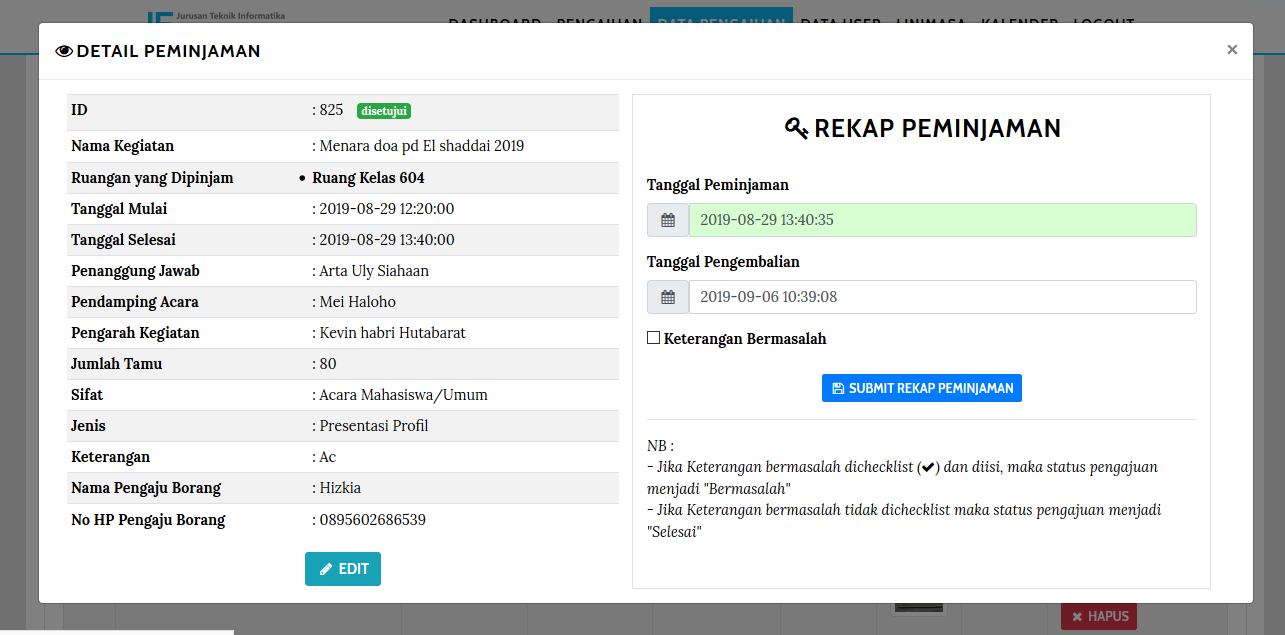 Jurusan Teknik Informatika
DASHBOARD PENGAJUAN DATA PENGAJUAN DATA USER LINIMASA KALENDER LOGOUT
DETAIL PEMINJAMAN ×
ID : 825 disetujui
Nama Kegiatan : Menara doa pd El shaddai 2019
Ruangan yang Dipinjam • Ruang Kelas 604
Tanggal Mulai : 2019-08-29 12:20:00
Tanggal Selesai : 2019-08-29 13:40:00
Penanggung Jawab : Arta Uly Siahaan
Pendamping Acara : Mei Haloho
Pengarah Kegiatan : Kevin habri Hutabarat
Jumlah Tamu : 80
Sifat : Acara Mahasiswa/Umum
Jenis : Presentasi Profil
Keterangan : Ac
Nama Pengaju Borang : Hizkia
No HP Pengaju Borang : 0895602686539
EDIT
REKAP PEMINJAMAN
Tanggal Peminjaman
2019-08-29 13:40:35
Tanggal Pengembalian
2019-09-06 10:39:08
Keterangan Bermasalah
SUBMIT REKAP PEMINJAMAN
NB :
- Jika Keterangan bermasalah dichecklist (✔) dan diisi, maka status pengajuan
menjadi "Bermasalah"
- Jika Keterangan bermasalah tidak dichecklist maka status pengajuan menjadi
"Selesai"
HAPUS